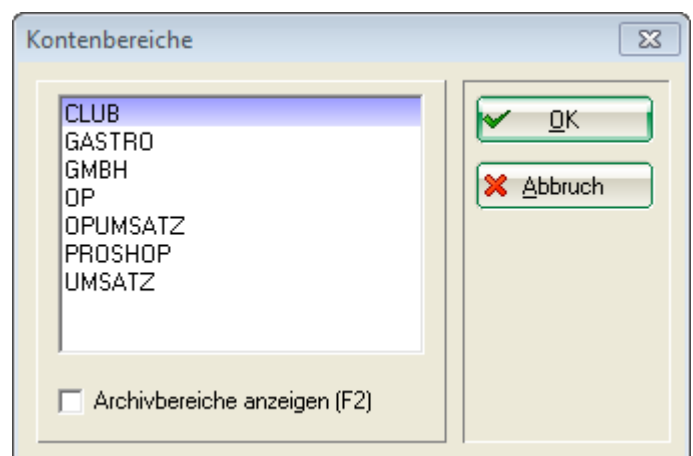 Kontenbereiche
CLUB
GASTRO
GMBH
OP
OPUMSATZ
PROSHOP
UMSATZ
Archivbereiche anzeigen (F2)
OK
Abbruch